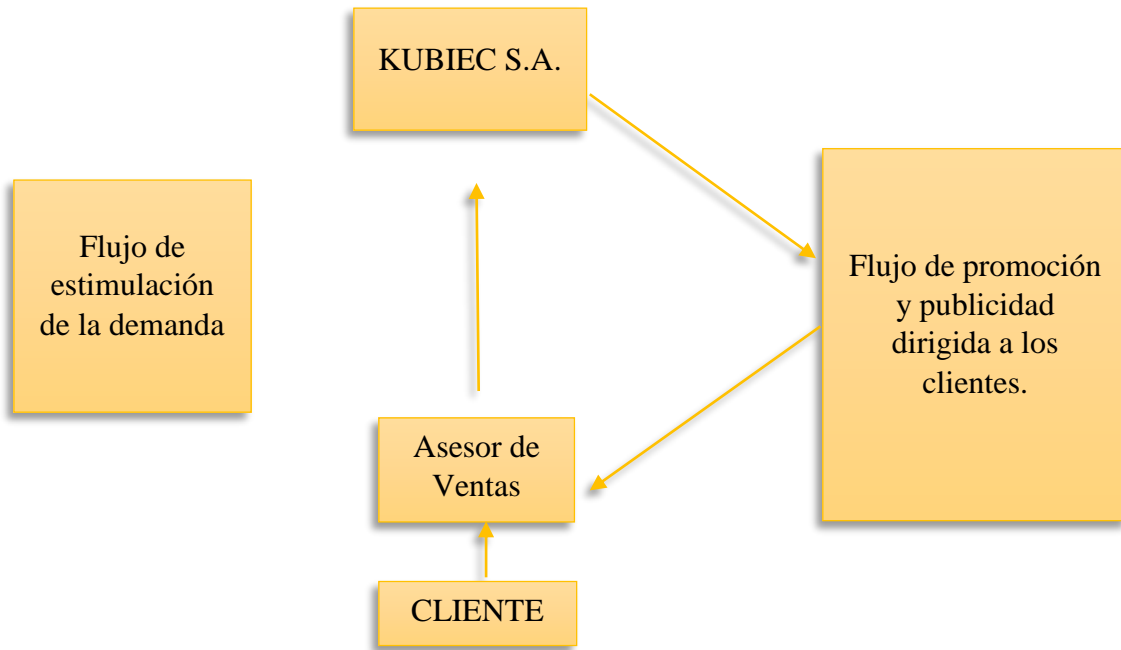 KUBIEC S.A.
Flujo de
estimulación
de la demanda
Flujo de promoción
y publicidad
dirigida a los
clientes.
Asesor de
Ventas
CLIENTE